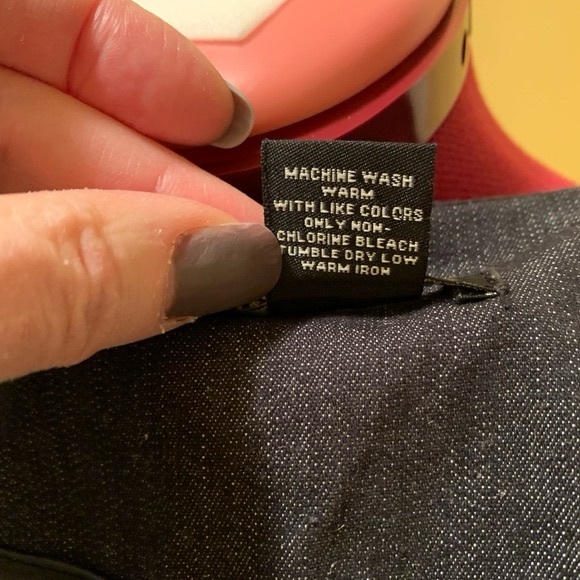 MACHINE WASH
WARM
WITH LIKE COLORS
ONLY NON-
CHLORINE BLEACH
TUMBLE DRY LOW
WARM IRON